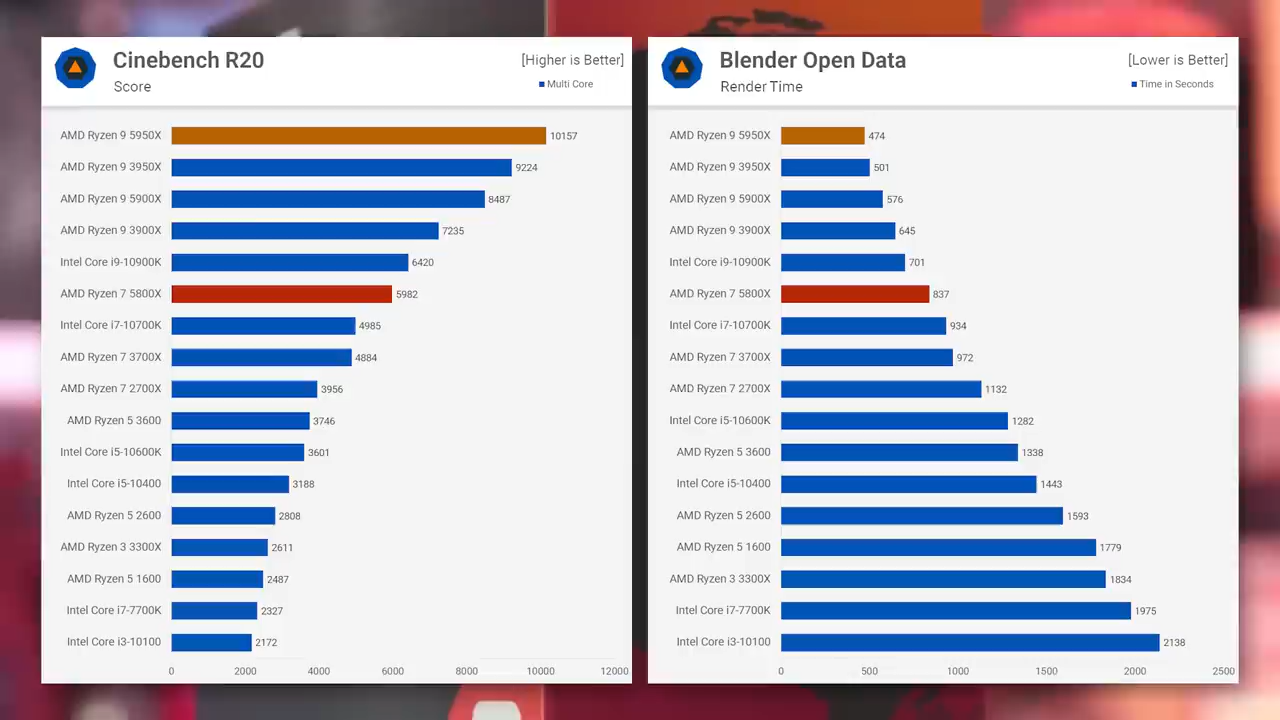 Cinebench R20
[Higher is Better]
Score
Multi Core
AMD Ryzen 9 5950X 10157
AMD Ryzen 9 3950X 9224
AMD Ryzen 9 5900X 8487
AMD Ryzen 9 3900X 7235
Intel Core i9-10900K 6420
AMD Ryzen 7 5800X 5982
Intel Core i7-10700K 4985
AMD Ryzen 7 3700X 4884
AMD Ryzen 7 2700X 3956
AMD Ryzen 5 3600 3746
Intel Core i5-10600K 3601
Intel Core i5-10400 3188
AMD Ryzen 5 2600 2808
AMD Ryzen 3 3300X 2611
AMD Ryzen 5 1600 2487
Intel Core i7-7700K 2327
Intel Core i3-10100 2172
0 2000 4000 6000 8000 10000 12000
Blender Open Data
[Lower is Better]
Render Time
Time in Seconds
AMD Ryzen 9 5950X 474
AMD Ryzen 9 3950X 501
AMD Ryzen 9 5900X 576
AMD Ryzen 9 3900X 645
Intel Core i9-10900K 701
AMD Ryzen 7 5800X 837
Intel Core i7-10700K 934
AMD Ryzen 7 3700X 972
AMD Ryzen 7 2700X 1132
Intel Core i5-10600K 1282
AMD Ryzen 5 3600 1338
Intel Core i5-10400 1443
AMD Ryzen 5 2600 1593
AMD Ryzen 5 1600 1779
AMD Ryzen 3 3300X 1834
Intel Core i7-7700K 1975
Intel Core i3-10100 2138
0 500 1000 1500 2000 2500